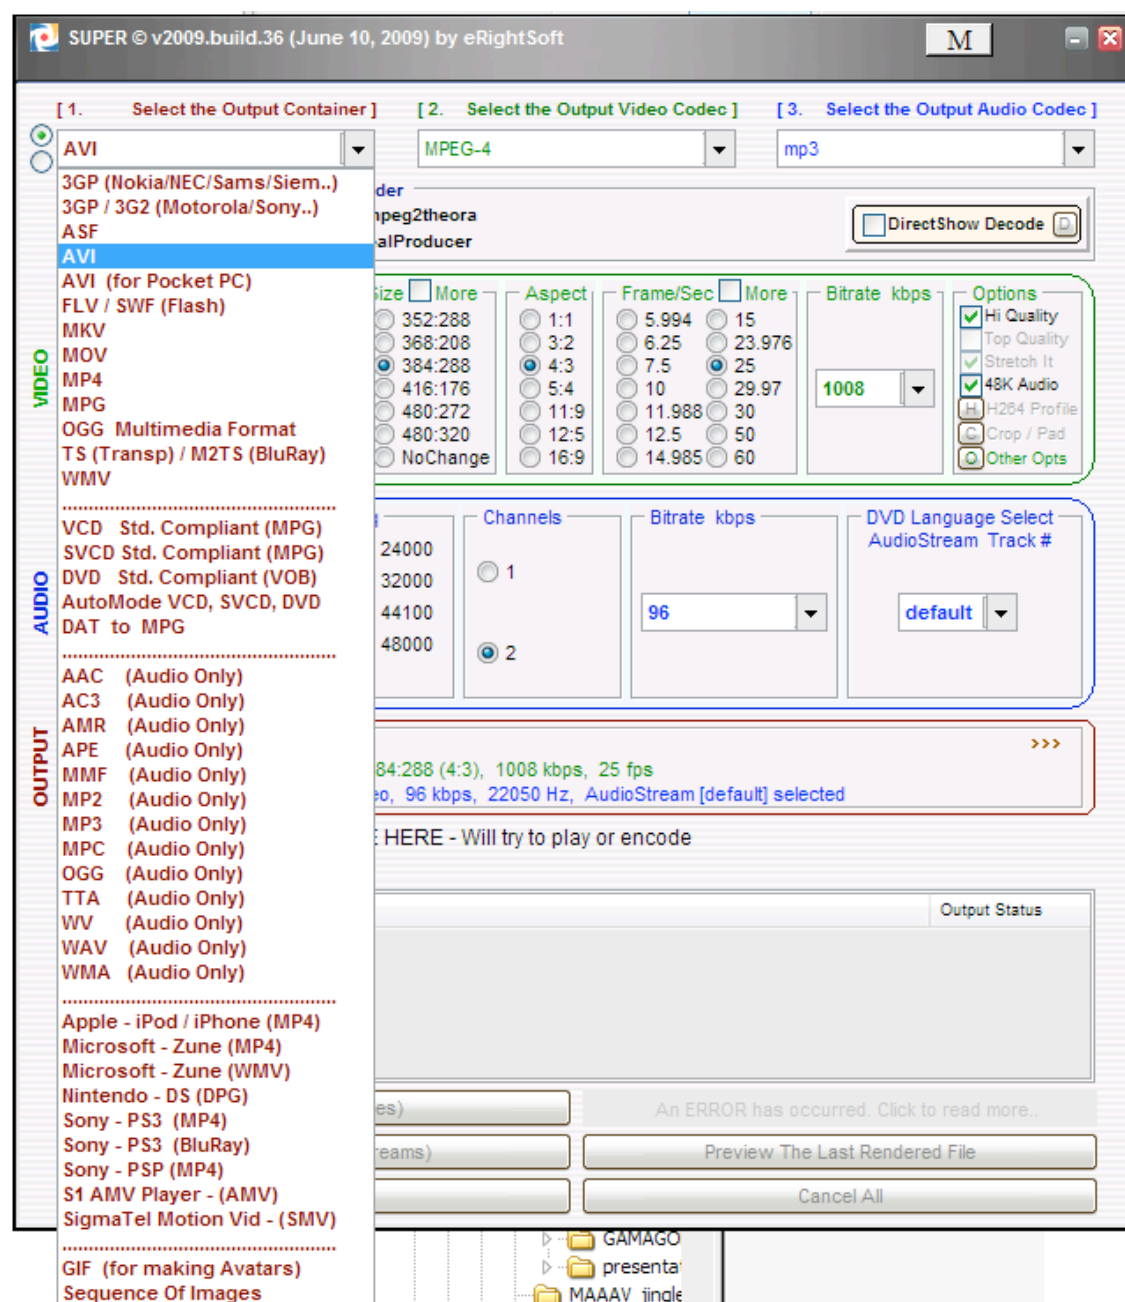 SUPER © v2009.build.36 (June 10, 2009) by eRightSoft
M
[ 1. Select the Output Container ]
[ 2. Select the Output Video Codec ]
[ 3. Select the Output Audio Codec ]
AVI
MPEG-4
mp3
3GP (Nokia/NEC/Sams/Siem..)
3GP / 3G2 (Motorola/Sony..)
ASF
AVI
AVI (for Pocket PC)
FLV / SWF (Flash)
MKV
MOV
MP4
MPG
OGG Multimedia Format
TS (Transp) / M2TS (BluRay)
WMV
VCD Std. Compliant (MPG)
SVCD Std. Compliant (MPG)
DVD Std. Compliant (VOB)
AutoMode VCD, SVCD, DVD
DAT to MPG
AAC (Audio Only)
AC3 (Audio Only)
AMR (Audio Only)
APE (Audio Only)
MMF (Audio Only)
MP2 (Audio Only)
MP3 (Audio Only)
MPC (Audio Only)
OGG (Audio Only)
TTA (Audio Only)
WV (Audio Only)
WAV (Audio Only)
WMA (Audio Only)
Apple - iPod / iPhone (MP4)
Microsoft - Zune (MP4)
Microsoft - Zune (WMV)
Nintendo - DS (DPG)
Sony - PS3 (MP4)
Sony - PS3 (BluRay)
Sony - PSP (MP4)
S1 AMV Player - (AMV)
SigmaTel Motion Vid - (SMV)
GIF (for making Avatars)
Sequence Of Images
der
mpeg2theora
alProducer
DirectShow Decode D
VIDEO
ize More
352:288
368:208
384:288
416:176
480:272
480:320
NoChange
Aspect
1:1
3:2
4:3
5:4
11:9
12:5
16:9
Frame/Sec More
5.994 15
6.25 23.976
7.5 25
10 29.97
11.988 30
12.5 50
14.985 60
Bitrate kbps
1008
Options
Hi Quality
Top Quality
Stretch It
48K Audio
H H264 Profile
C Crop / Pad
O Other Opts
AUDIO
24000
32000
44100
48000
Channels
1
2
Bitrate kbps
96
DVD Language Select
AudioStream Track #
default
OUTPUT
>>>
84:288 (4:3), 1008 kbps, 25 fps
eo, 96 kbps, 22050 Hz, AudioStream [default] selected
E HERE - Will try to play or encode
Output Status
es)
An ERROR has occurred. Click to read more..
reams)
Preview The Last Rendered File
Cancel All
GAMAGO
presenta
MAAAV jingle